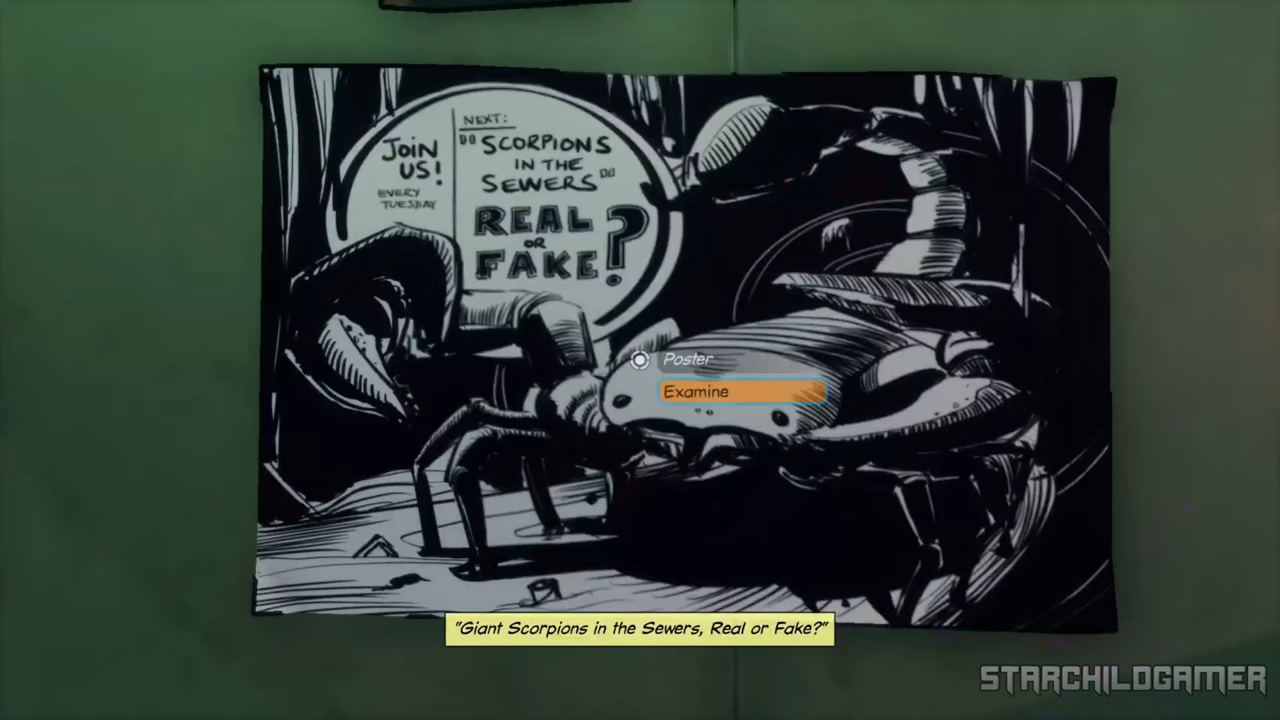 JOIN
US!
EVERY
TUESDAY
NEXT:
"SCORPIONS
IN THE
SEWERS"
REAL
OR
FAKE?
Poster
Examine
"Giant Scorpions in the Sewers, Real or Fake?"
STARCHILDGAMER